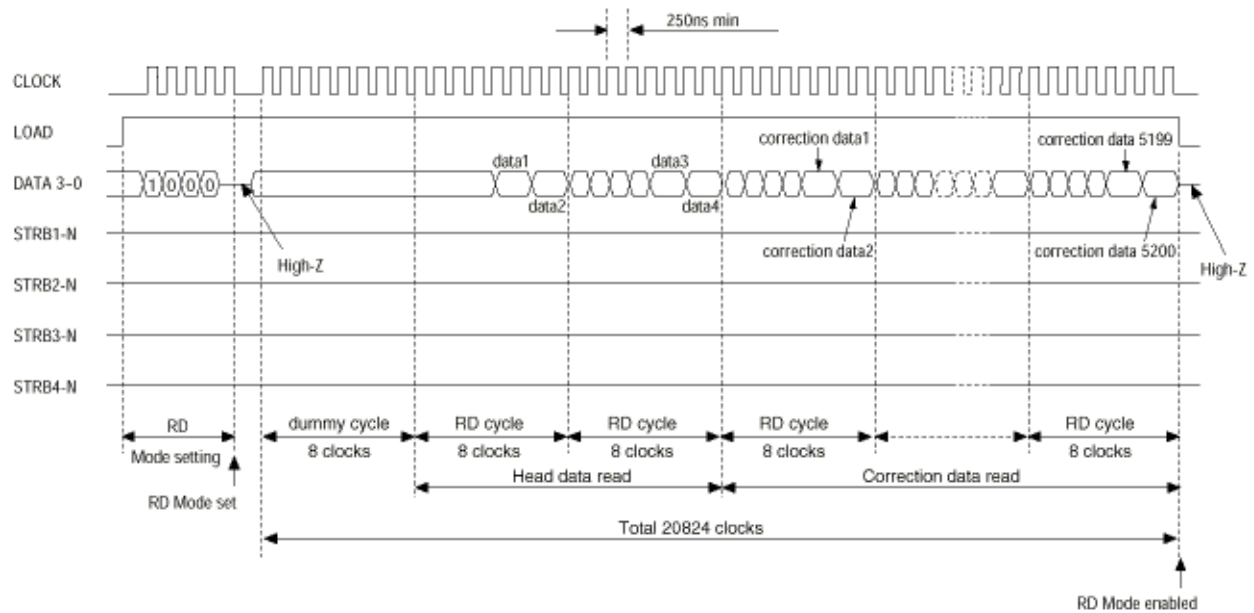 250ns min
CLOCK
LOAD
correction data1
correction data 5199
data1
data3
DATA 3-0
1 0 0 0
data2
data4
STRB1-N
High-Z
correction data2
correction data 5200
High-Z
STRB2-N
STRB3-N
STRB4-N
RD
dummy cycle
RD cycle
RD cycle
RD cycle
RD cycle
Mode setting
8 clocks
8 clocks
8 clocks
8 clocks
8 clocks
Head data read
Correction data read
RD Mode set
Total 20824 clocks
RD Mode enabled